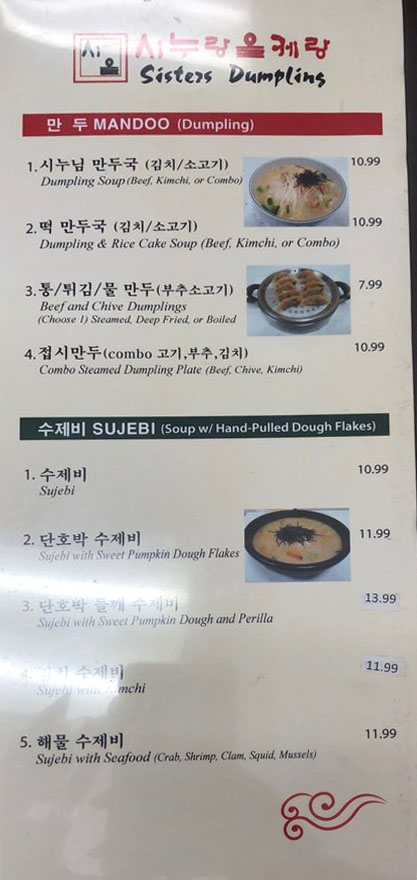 시 올 시누랑올케랑
Sisters Dumpling
만 두 MANDOO (Dumpling)
1. 시누님 만두국 (김치/소고기) 10.99
Dumpling Soup (Beef, Kimchi, or Combo)
2. 떡 만두국 (김치/소고기) 10.99
Dumpling & Rice Cake Soup (Beef, Kimchi, or Combo)
3. 통/튀김/물 만두(부추소고기) 7.99
Beef and Chive Dumplings
(Choose 1) Steamed, Deep Fried, or Boiled
4. 접시만두(combo 고기,부추,김치) 10.99
Combo Steamed Dumpling Plate (Beef, Chive, Kimchi)
수제비 SUJEBI (Soup w/ Hand-Pulled Dough Flakes)
1. 수제비 10.99
Sujebi
2. 단호박 수제비 11.99
Sujebi with Sweet Pumpkin Dough Flakes
3. 단호박 들깨 수제비 13.99
Sujebi with Sweet Pumpkin Dough and Perilla
4. 수제비 11.99
Sujebi with Kimchi
5. 해물 수제비 11.99
Sujebi with Seafood (Crab, Shrimp, Clam, Squid, Mussels)